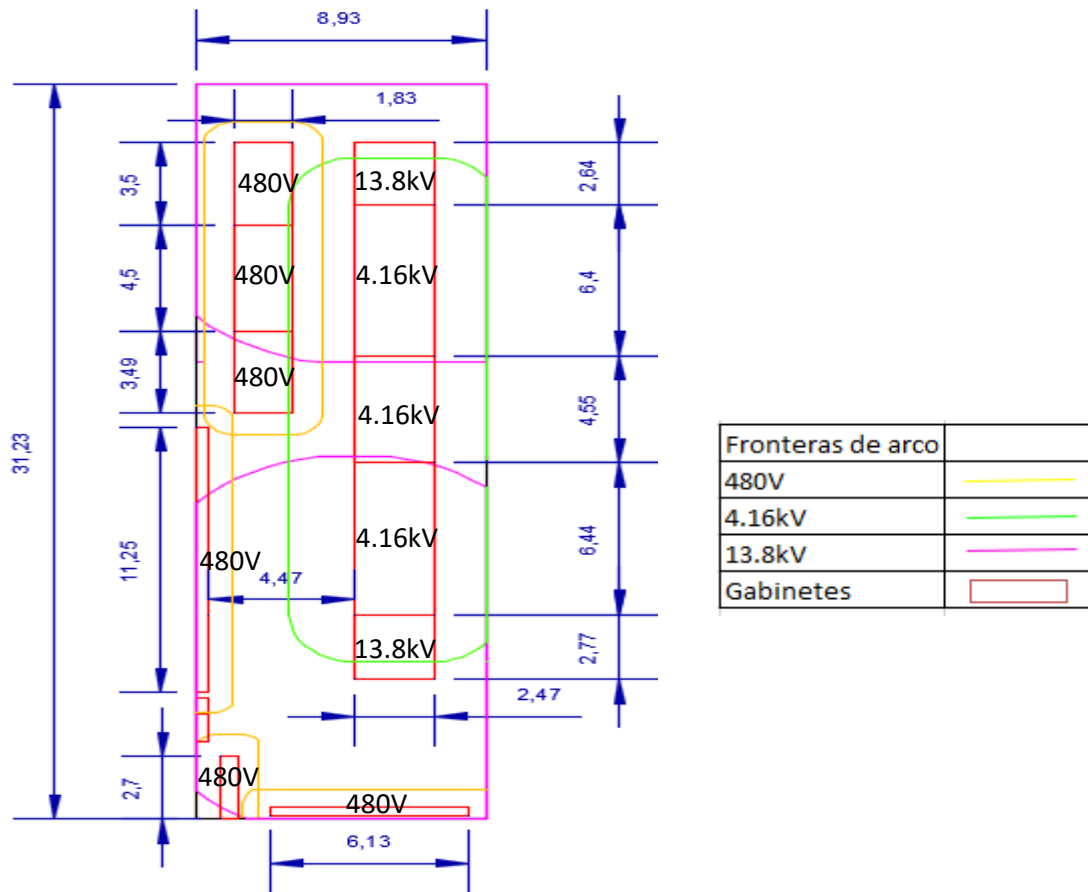 8,93
1,83
3,5
480V
13.8kV
2,64
4,5
480V
4.16kV
6,4
3,49
480V
4.16kV
4,55
31,23
11,25
480V
4,47
4.16kV
6,44
13.8kV
2,77
2,47
2,7
480V
480V
6,13
Fronteras de arco
480V
4.16kV
13.8kV
Gabinetes